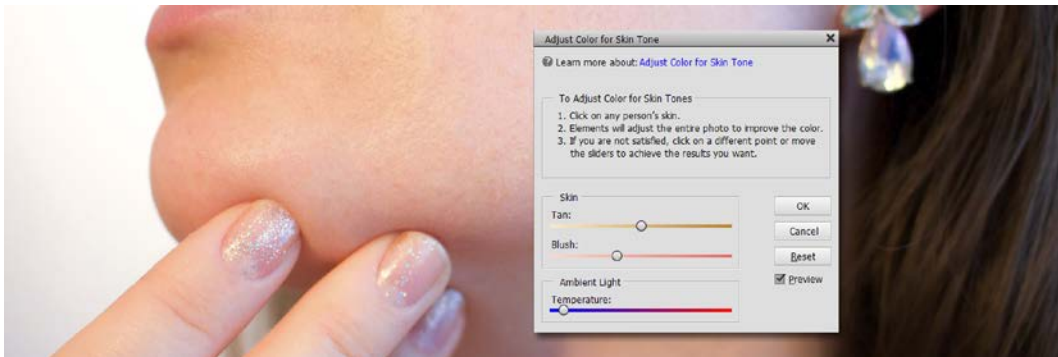 Adjust Color for Skin Tone
Learn more about: Adjust Color for Skin Tone
To Adjust Color for Skin Tones
1. Click on any person's skin.
2. Elements will adjust the entire photo to improve the color.
3. If you are not satisfied, click on a different point or move
the sliders to achieve the results you want.
Skin
Tan:
Blush:
Ambient Light
Temperature:
OK
Cancel
Reset
Preview